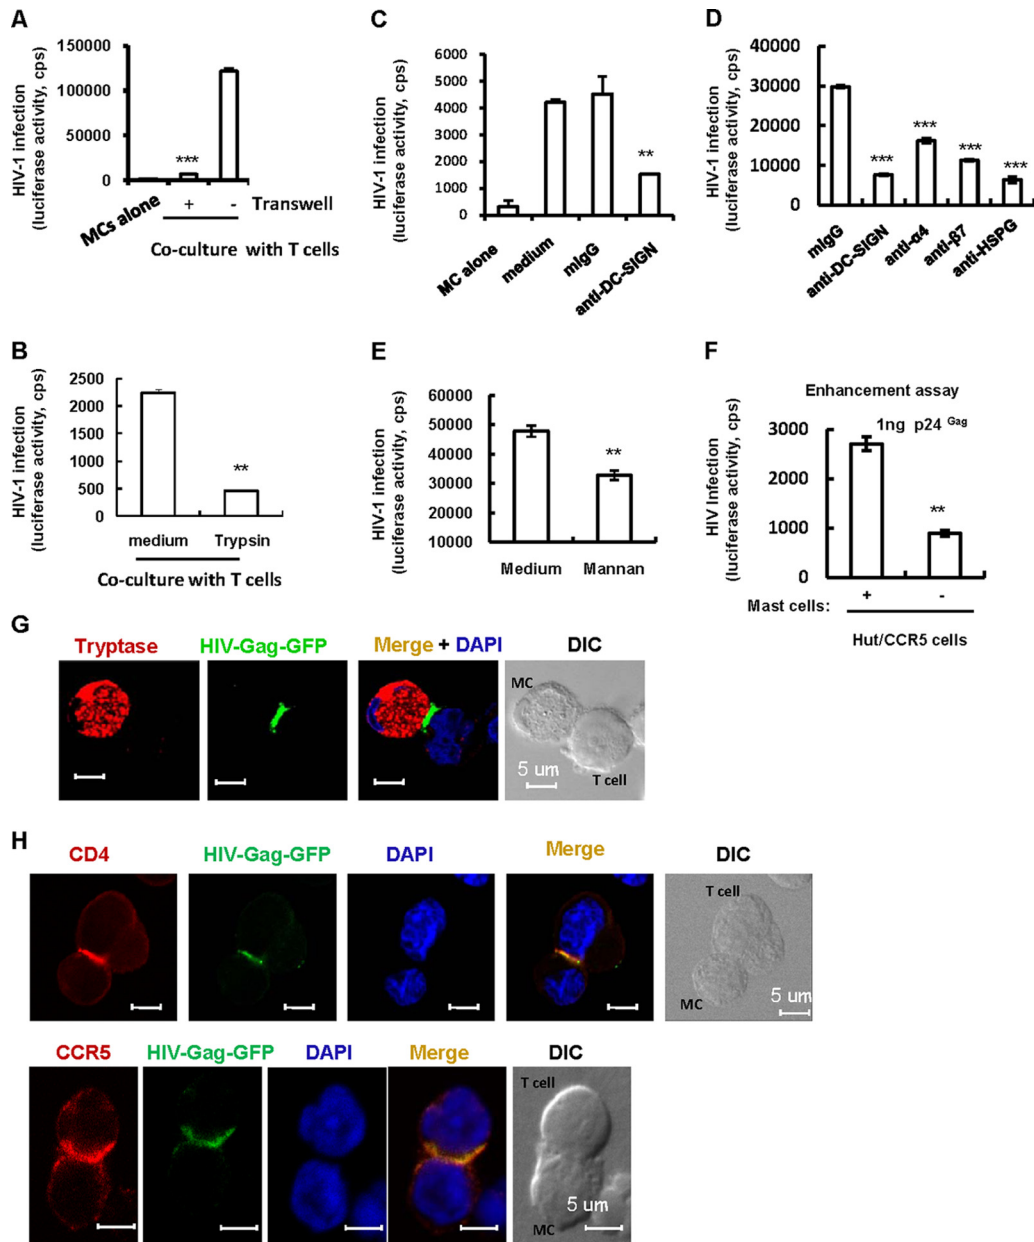 A
HIV-1 infection
(luciferase activity, cps)
150000
100000
50000
0
***
MCs alone
+
-
Transwell
Co-culture with T cells
C
HIV-1 infection
(luciferase activity, cps)
6000
5000
4000
3000
2000
1000
0
**
MC alone
medium
mIgG
anti-DC-SIGN
D
HIV-1 infection
(luciferase activity, cps)
40000
30000
20000
10000
0
***
***
***
***
mIgG
anti-DC-SIGN
anti-α4
anti-β7
anti-HSPG
B
HIV-1 infection
(luciferase activity, cps)
2500
2000
1500
1000
500
0
**
medium
Trypsin
Co-culture with T cells
E
HIV-1 infection
(luciferase activity, cps)
60000
50000
40000
30000
20000
10000
**
Medium
Mannan
F
Enhancement assay
1ng p24 Gag
HIV Infection
(luciferase activity, cps)
3000
2000
1000
0
**
Mast cells:
+
-
Hut/CCR5 cells
G
Tryptase
HIV-Gag-GFP
Merge + DAPI
DIC
MC
T cell
5 um
H
CD4
HIV-Gag-GFP
DAPI
Merge
DIC
T cell
MC
5 um
CCR5
HIV-Gag-GFP
DAPI
Merge
DIC
T cell
5 um
MC